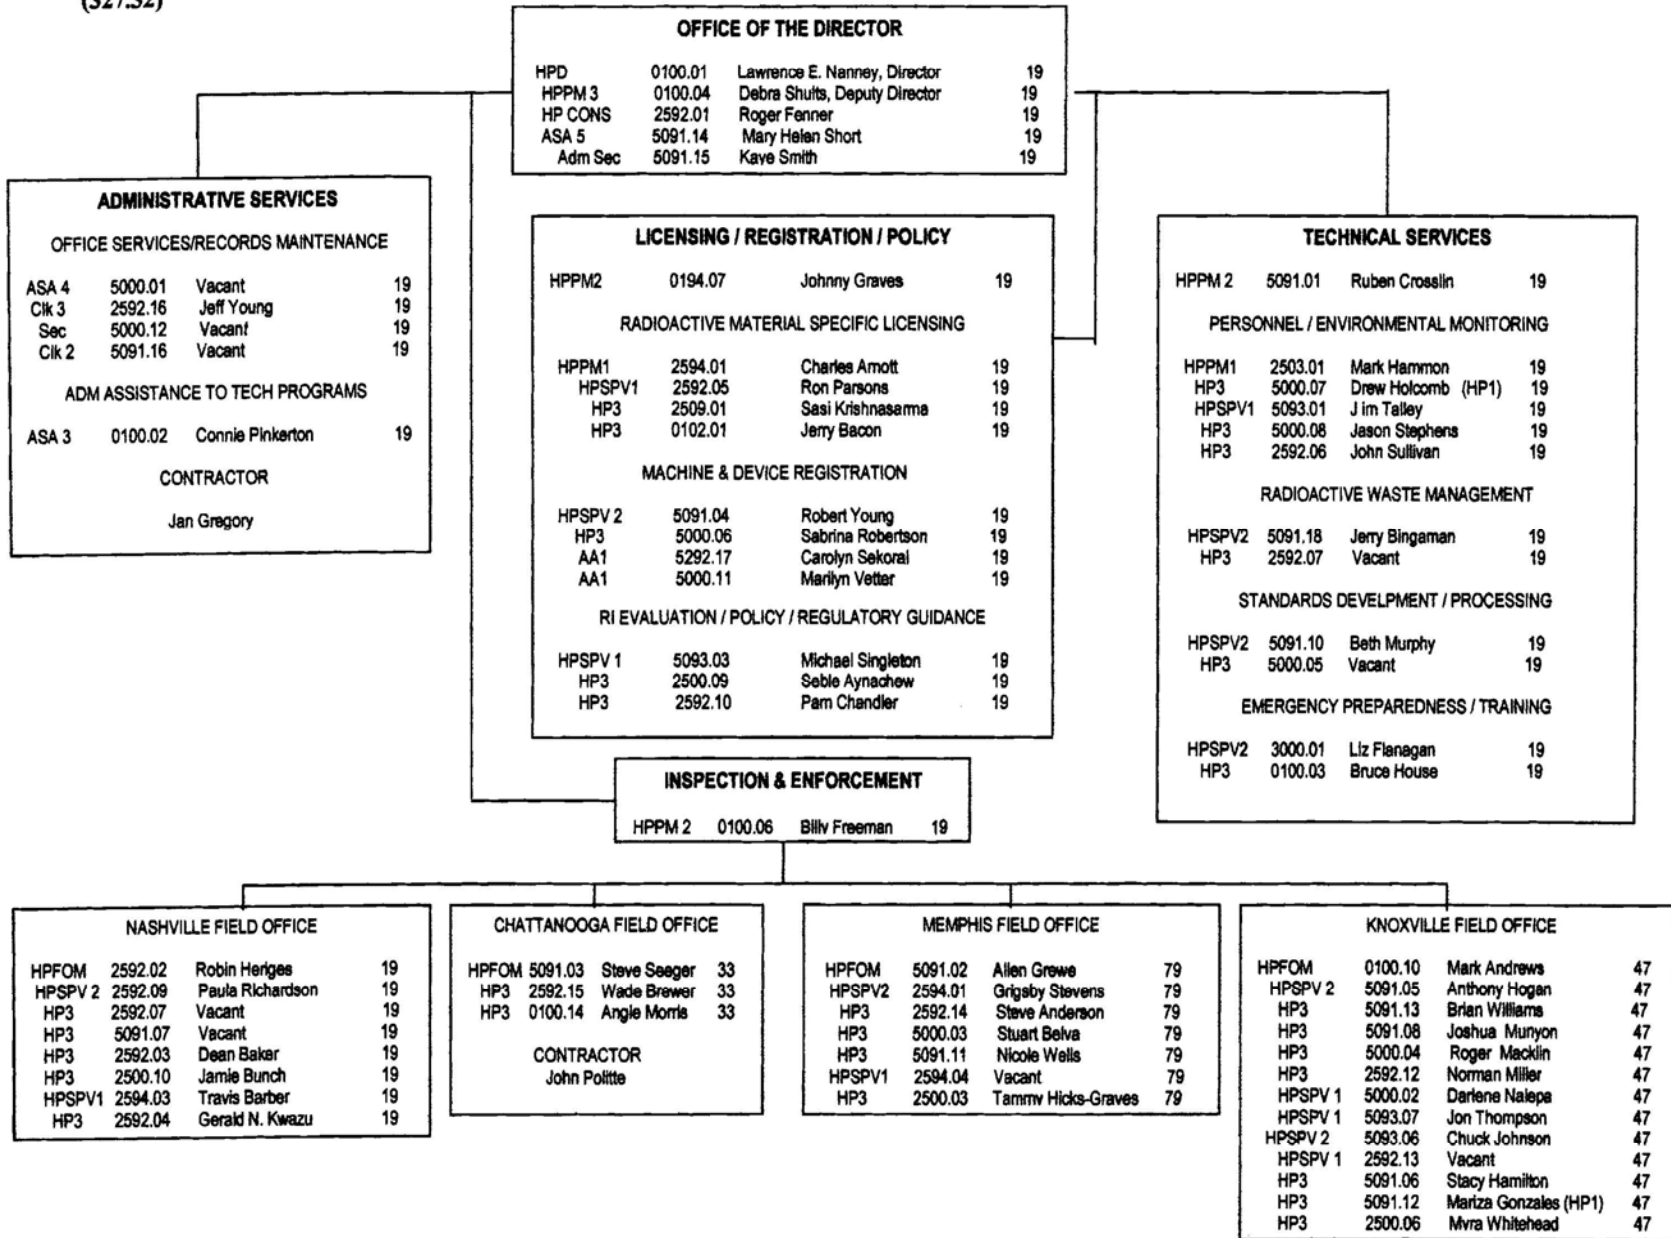 (327.32)
OFFICE OF THE DIRECTOR
HPD 0100.01 Lawrence E. Nanney, Director 19
HPPM 3 0100.04 Debra Shults, Deputy Director 19
HP CONS 2592.01 Roger Fenner 19
ASA 5 5091.14 Mary Helen Short 19
Adm Sec 5091.15 Kaye Smith 19
ADMINISTRATIVE SERVICES
OFFICE SERVICES/RECORDS MAINTENANCE
ASA 4 5000.01 Vacant 19
Clk 3 2592.16 Jeff Young 19
Sec 5000.12 Vacant 19
Clk 2 5091.16 Vacant 19
ADM ASSISTANCE TO TECH PROGRAMS
ASA 3 0100.02 Connie Pinkerton 19
CONTRACTOR
Jan Gregory
LICENSING / REGISTRATION / POLICY
HPPM2 0194.07 Johnny Graves 19
RADIOACTIVE MATERIAL SPECIFIC LICENSING
HPPM1 2594.01 Charles Arnott 19
HPSPV1 2592.05 Ron Parsons 19
HP3 2509.01 Sasi Krishnasarma 19
HP3 0102.01 Jerry Bacon 19
MACHINE & DEVICE REGISTRATION
HPSPV 2 5091.04 Robert Young 19
HP3 5000.06 Sabrina Robertson 19
AA1 5292.17 Carolyn Sekoral 19
AA1 5000.11 Marilyn Vetter 19
RI EVALUATION / POLICY / REGULATORY GUIDANCE
HPSPV 1 5093.03 Michael Singleton 19
HP3 2500.09 Seble Aynachew 19
HP3 2592.10 Pam Chandler 19
TECHNICAL SERVICES
HPPM 2 5091.01 Ruben Crosslin 19
PERSONNEL / ENVIRONMENTAL MONITORING
HPPM1 2503.01 Mark Hammon 19
HP3 5000.07 Drew Holcomb (HP1) 19
HPSPV1 5093.01 J im Talley 19
HP3 5000.08 Jason Stephens 19
HP3 2592.06 John Sullivan 19
RADIOACTIVE WASTE MANAGEMENT
HPSPV2 5091.18 Jerry Bingaman 19
HP3 2592.07 Vacant 19
STANDARDS DEVELPMENT / PROCESSING
HPSPV2 5091.10 Beth Murphy 19
HP3 5000.05 Vacant 19
EMERGENCY PREPAREDNESS / TRAINING
HPSPV2 3000.01 Liz Flanagan 19
HP3 0100.03 Bruce House 19
INSPECTION & ENFORCEMENT
HPPM 2 0100.06 Billy Freeman 19
NASHVILLE FIELD OFFICE
HPFOM 2592.02 Robin Herlges 19
HPSPV 2 2592.09 Paula Richardson 19
HP3 2592.07 Vacant 19
HP3 5091.07 Vacant 19
HP3 2592.03 Dean Baker 19
HP3 2500.10 Jamie Bunch 19
HPSPV1 2594.03 Travis Barber 19
HP3 2592.04 Gerald N. Kwazu 19
CHATTANOOGA FIELD OFFICE
HPFOM 5091.03 Steve Seeger 33
HP3 2592.15 Wade Brewer 33
HP3 0100.14 Angie Morris 33
CONTRACTOR
John Politte
MEMPHIS FIELD OFFICE
HPFOM 5091.02 Allen Grewe 79
HPSPV2 2594.01 Grigsby Stevens 79
HP3 2592.14 Steve Anderson 79
HP3 5000.03 Stuart Belva 79
HP3 5091.11 Nicole Wells 79
HPSPV1 2594.04 Vacant 79
HP3 2500.03 Tammy Hicks-Graves 79
KNOXVILLE FIELD OFFICE
HPFOM 0100.10 Mark Andrews 47
HPSPV 2 5091.05 Anthony Hogan 47
HP3 5091.13 Brian Williams 47
HP3 5091.08 Joshua Munyon 47
HP3 5000.04 Roger Macklin 47
HP3 2592.12 Norman Miller 47
HPSPV 1 5000.02 Darlene Nalepa 47
HPSPV 1 5093.07 Jon Thompson 47
HPSPV 2 5093.06 Chuck Johnson 47
HPSPV 1 2592.13 Vacant 47
HP3 5091.06 Stacy Hamilton 47
HP3 5091.12 Mariza Gonzales (HP1) 47
HP3 2500.06 Myra Whitehead 47